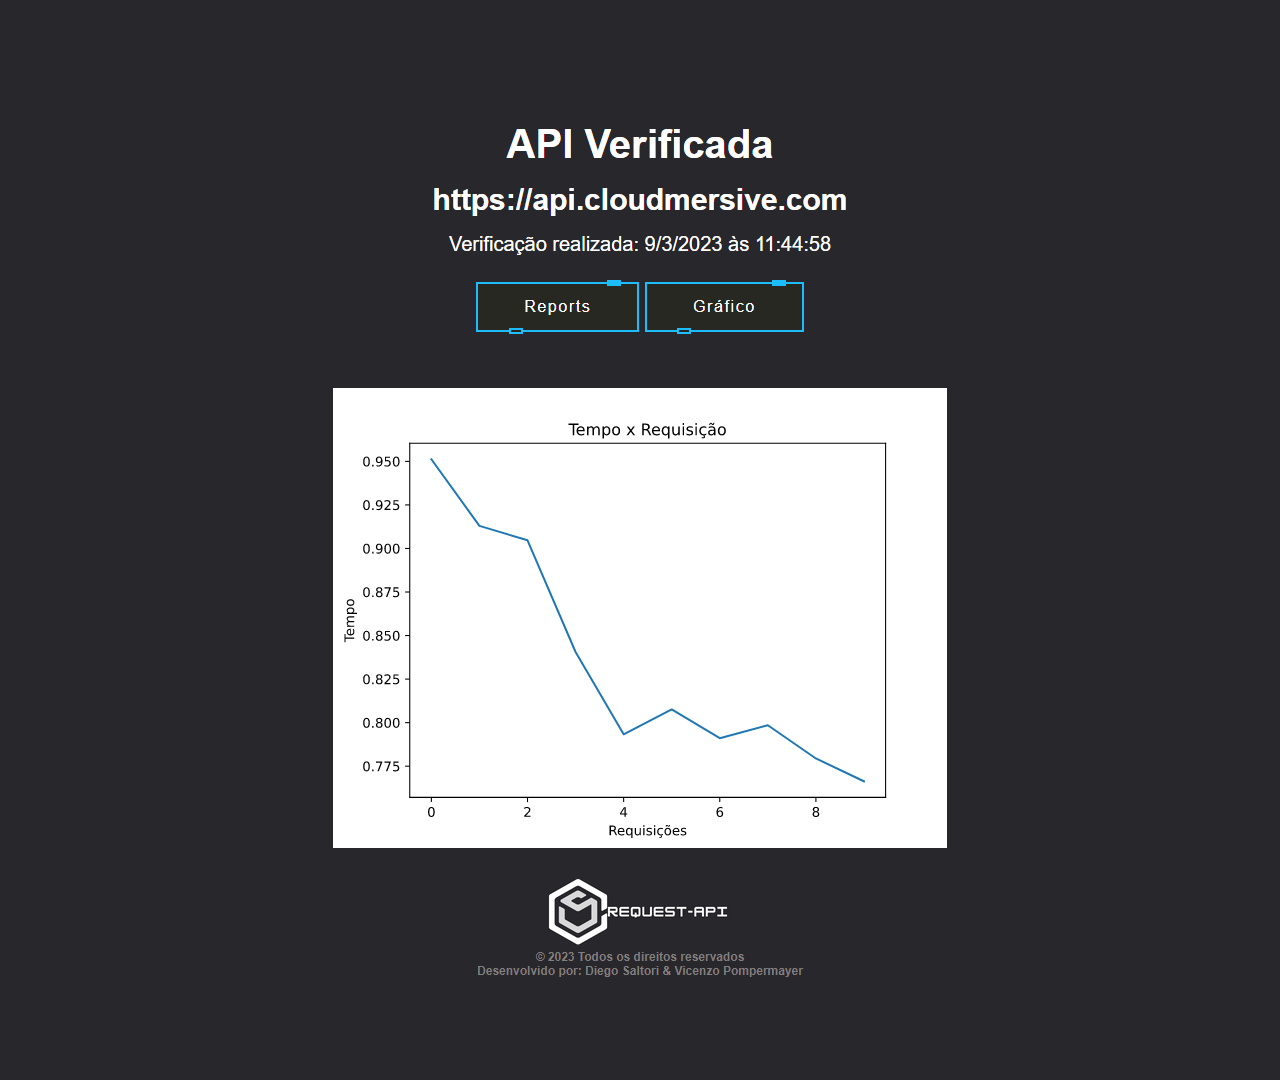 API Verificada
https://api.cloudmersive.com
Verificação realizada: 9/3/2023 às 11:44:58
Reports
Gráfico
Tempo x Requisição
0.950
0.925
0.900
0.875
0.850
0.825
0.800
0.775
Tempo
0 2 4 6 8
Requisições
REQUEST-API
© 2023 Todos os direitos reservados
Desenvolvido por: Diego Saltori & Vicenzo Pompermayer